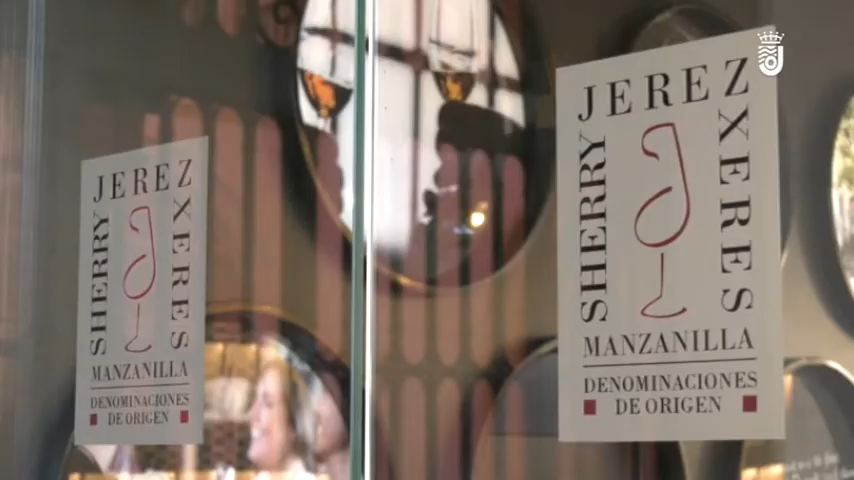 JEREZ
SHERRY
XERES
MANZANILLA
DENOMINACIONES
DE ORIGEN
JEREZ
SHERRY
XERES
MANZANILLA
DENOMINACIONES
DE ORIGEN